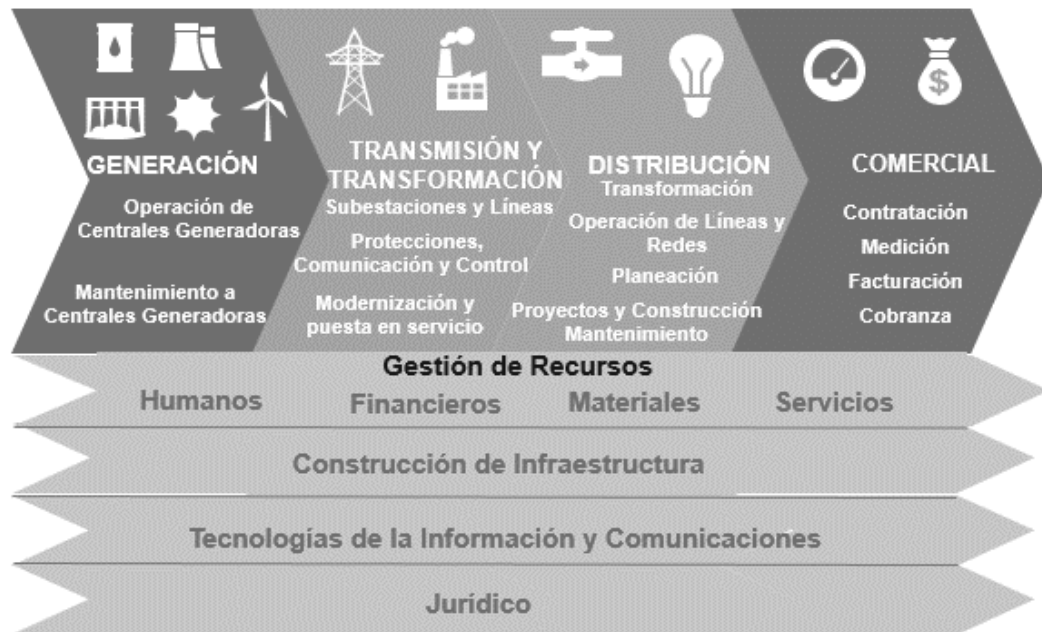 GENERACIÓN
Operación de
Centrales Generadoras
Mantenimiento a
Centrales Generadoras
TRANSMISIÓN Y
TRANSFORMACIÓN
Subestaciones y Líneas
Protecciones,
Comunicación y Control
Modernización y
puesta en servicio
DISTRIBUCIÓN
Transformación
Operación de Líneas y
Redes
Planeación
Proyectos y Construcción
Mantenimiento
$
COMERCIAL
Contratación
Medición
Facturación
Cobranza
Gestión de Recursos
Humanos Financieros Materiales Servicios
Construcción de Infraestructura
Tecnologías de la Información y Comunicaciones
Jurídico